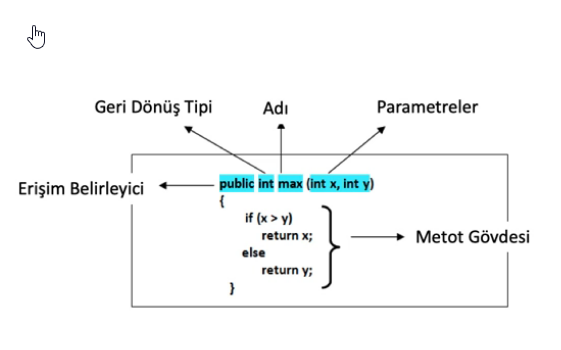 Geri Dönüş Tipi
Adı
Parametreler
Erişim Belirleyici
public int max (int x, int y)
{
if (x > y)
return x;
else
return y;
}
Metot Gövdesi